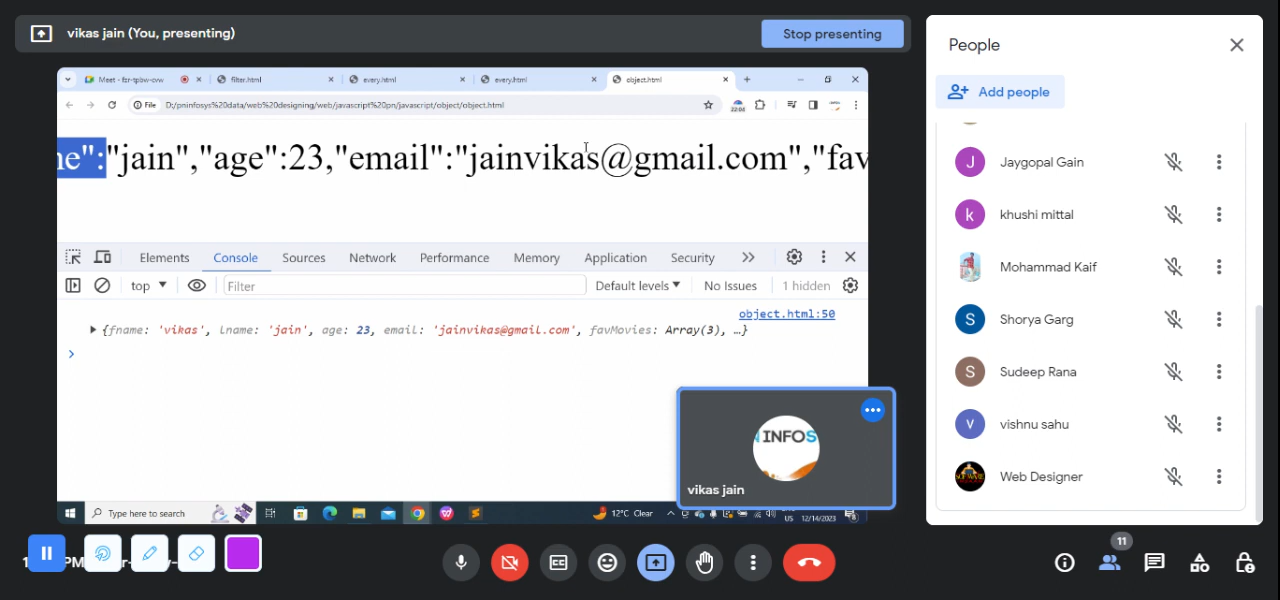 vikas jain (You, presenting)
Stop presenting
People
Add people
filter.html
every.html
every.html
object.html
File
D:/pninfosys%20data/web%20designing/web/javascript%20pn/javascript/object/object.html
ne":"jain","age":23,"email":"jainvikas@gmail.com","fav
Elements Console Sources Network Performance Memory Application Security
top Filter Default levels No Issues 1 hidden
object.html:50
{fname: 'vikas', lname: 'jain', age: 23, email: 'jainvikas@gmail.com', favMovies: Array(3), …}
INFOS
vikas jain
Type here to search
12°C Clear
US 12/14/2023
Jaygopal Gain
khushi mittal
Mohammad Kaif
Shorya Garg
Sudeep Rana
vishnu sahu
Web Designer
11